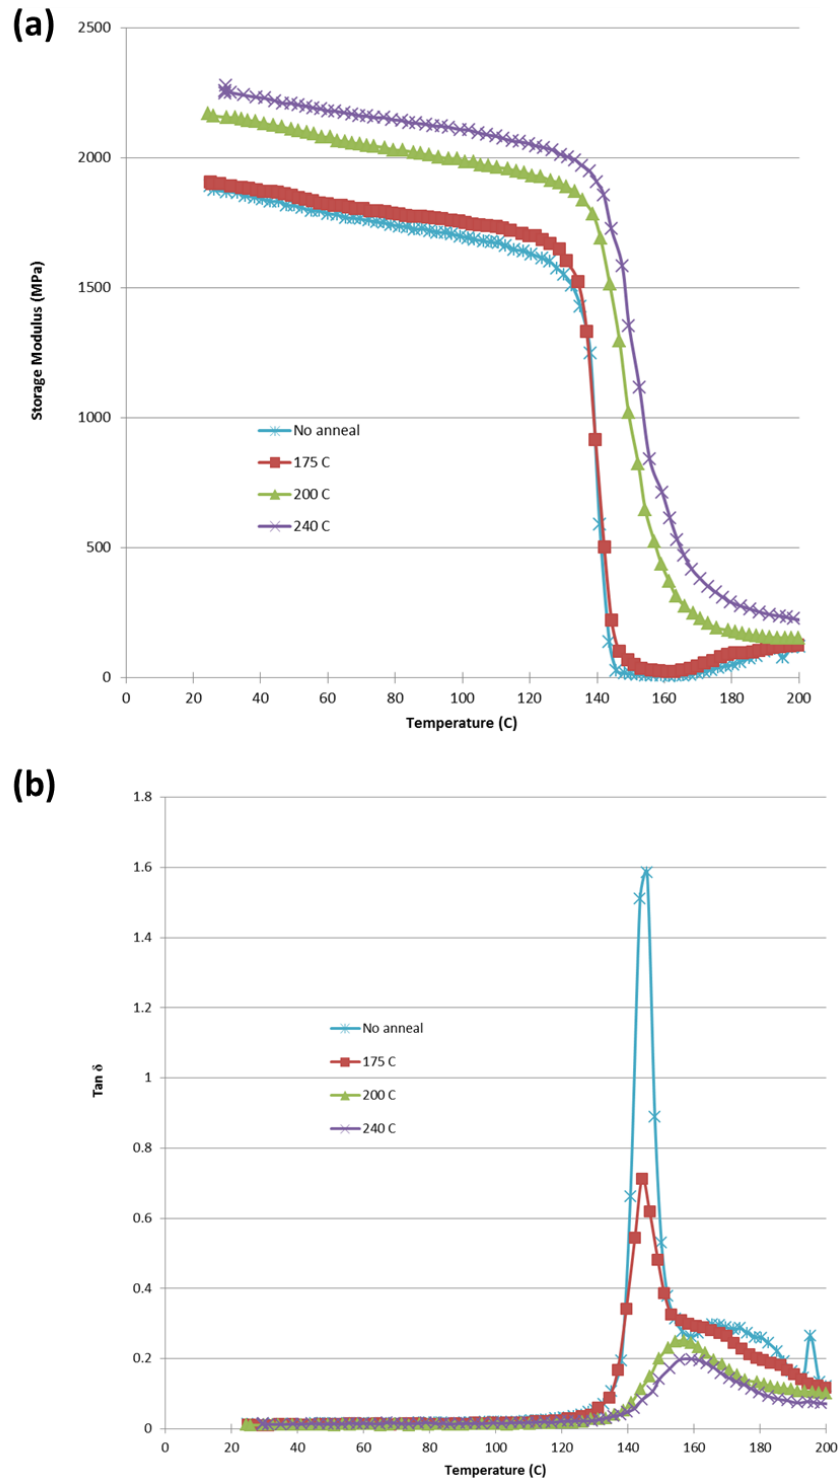 (a)
2500
2000
1500
1000
500
0
Storage Modulus (MPa)
No anneal
175 C
200 C
240 C
0 20 40 60 80 100 120 140 160 180 200
Temperature (C)
(b)
1.8
1.6
1.4
1.2
1
0.8
0.6
0.4
0.2
0
Tan δ
No anneal
175 C
200 C
240 C
0 20 40 60 80 100 120 140 160 180 200
Temperature (C)